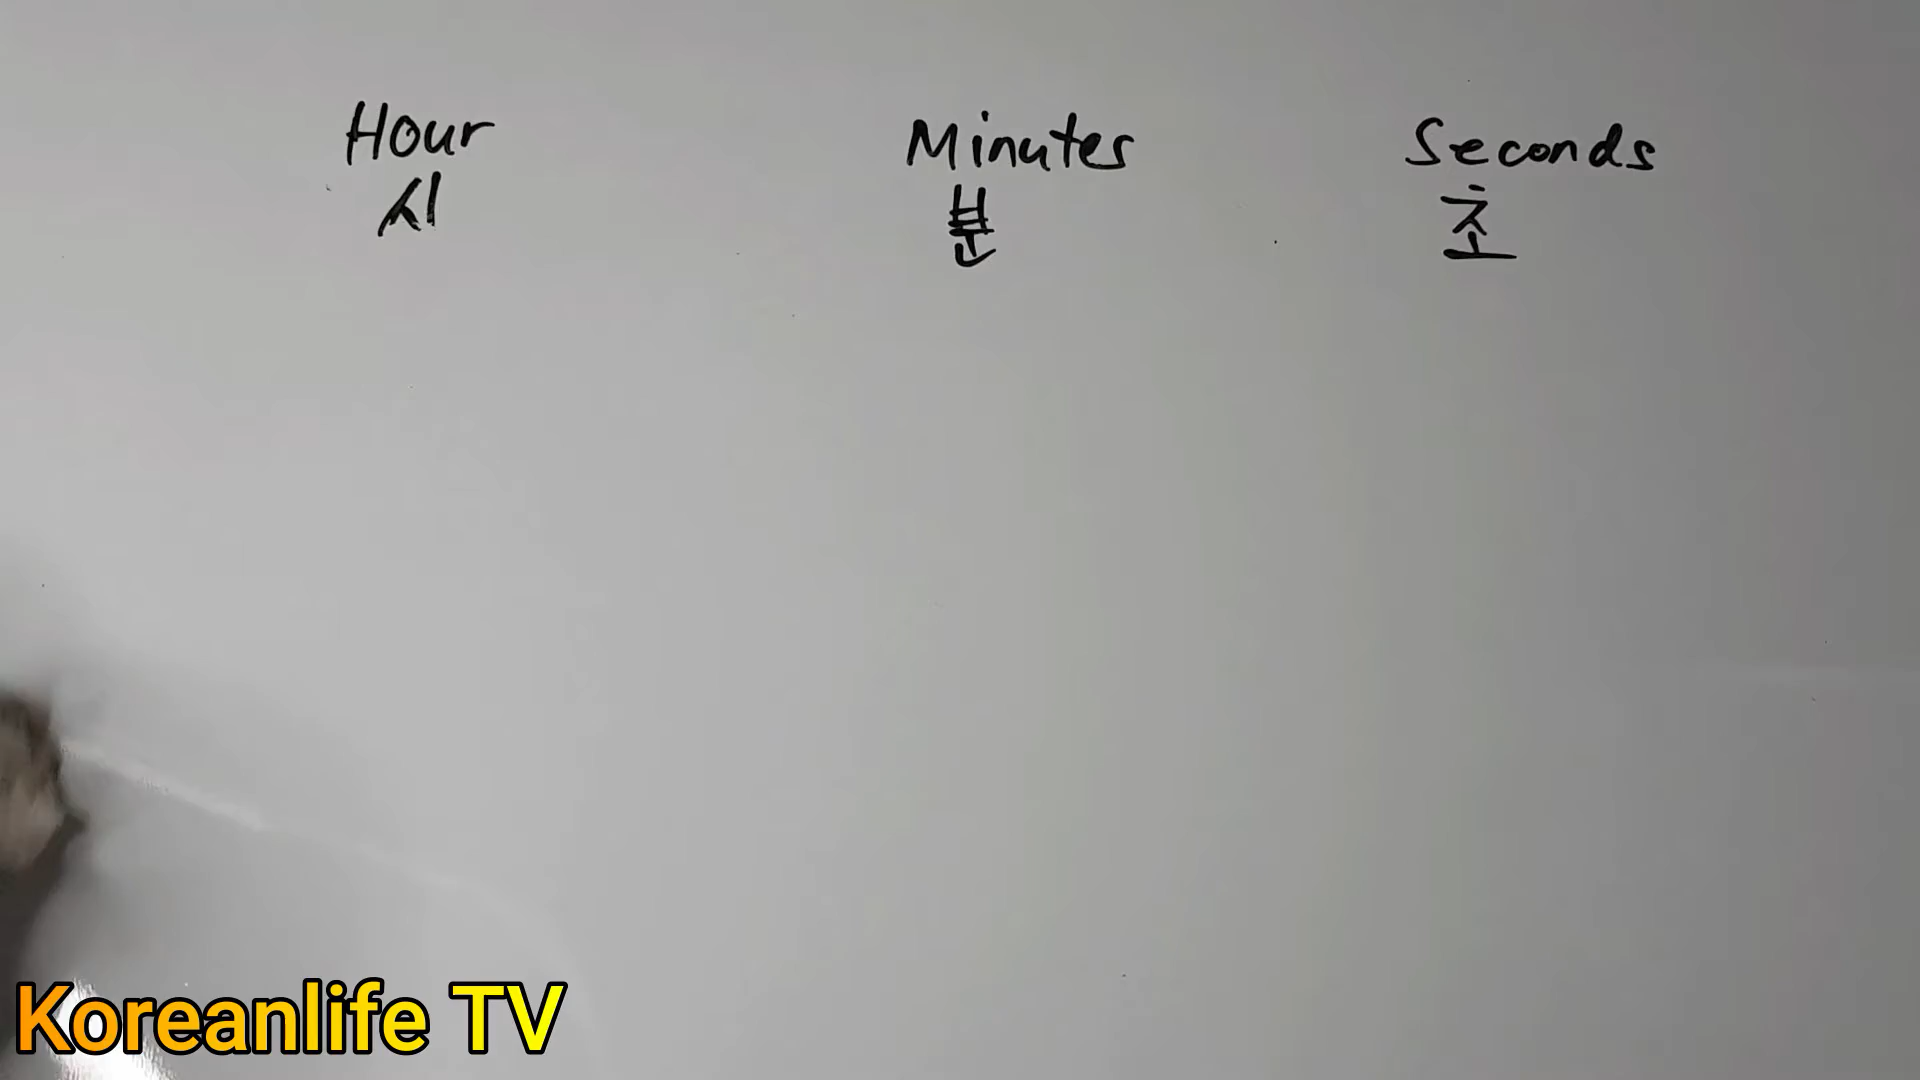 Hour Minutes Seconds
시 분 초
Koreanlife TV